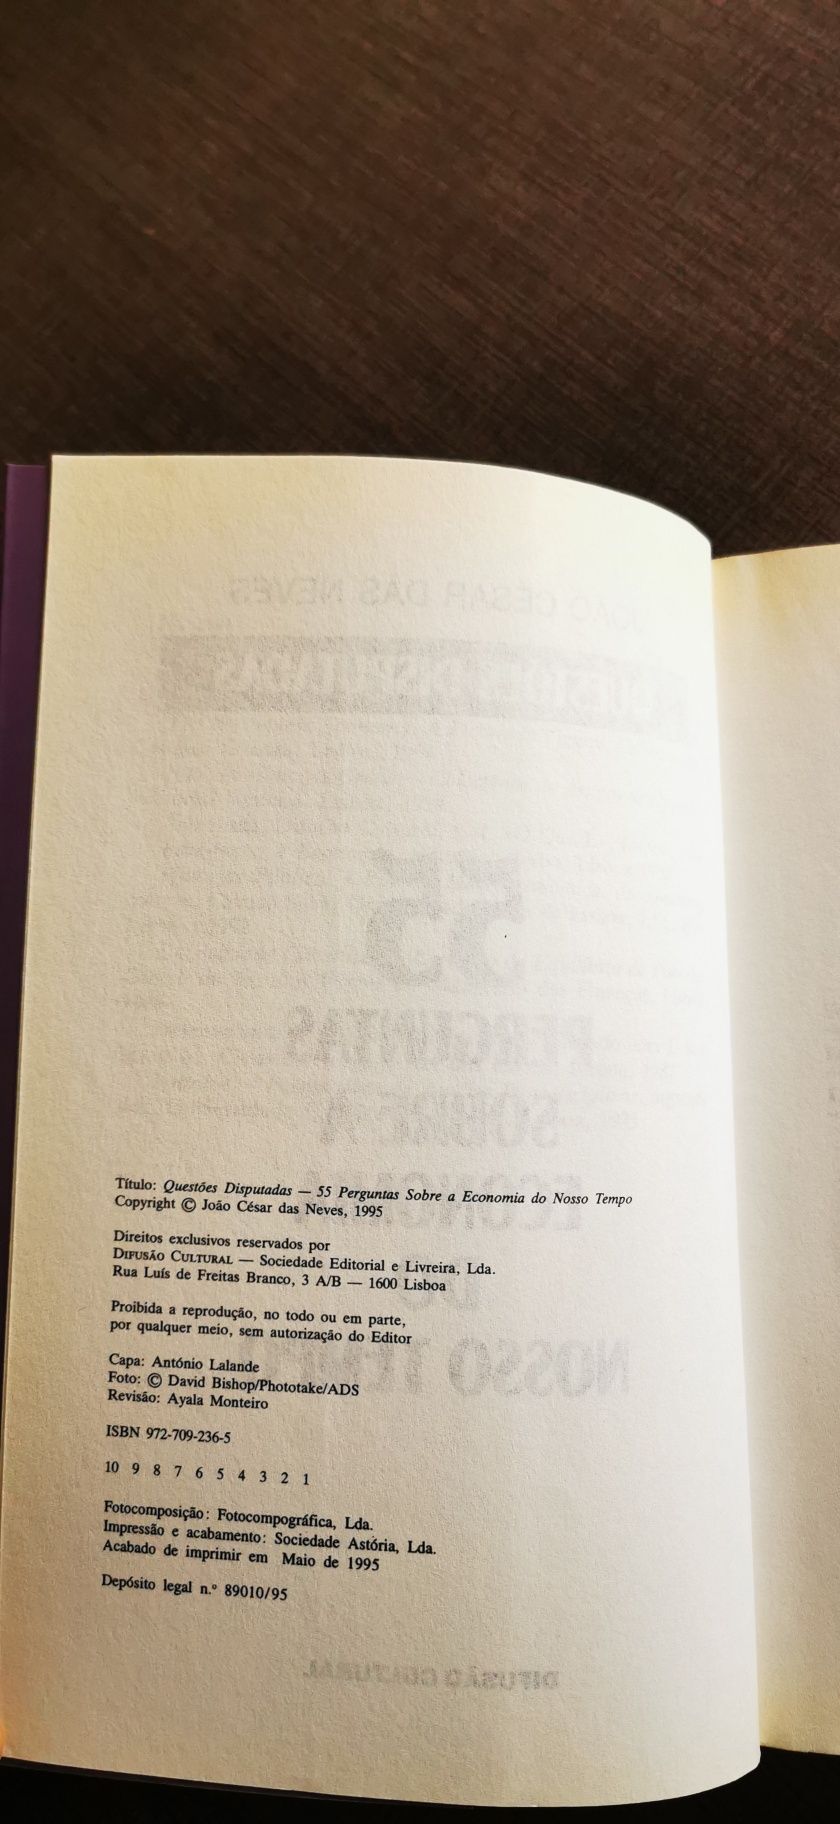 Título: Questões Disputadas — 55 Perguntas Sobre a Economia do Nosso Tempo
Copyright © João César das Neves, 1995
Direitos exclusivos reservados por
DIFUSÃO CULTURAL — Sociedade Editorial e Livreira, Lda.
Rua Luís de Freitas Branco, 3 A/B — 1600 Lisboa
Proibida a reprodução, no todo ou em parte,
por qualquer meio, sem autorização do Editor
Capa: António Lalande
Foto: © David Bishop/Phototake/ADS
Revisão: Ayala Monteiro
ISBN 972-709-236-5
10 9 8 7 6 5 4 3 2 1
Fotocomposição: Fotocompográfica, Lda.
Impressão e acabamento: Sociedade Astória, Lda.
Acabado de imprimir em Maio de 1995
Depósito legal n.º 89010/95